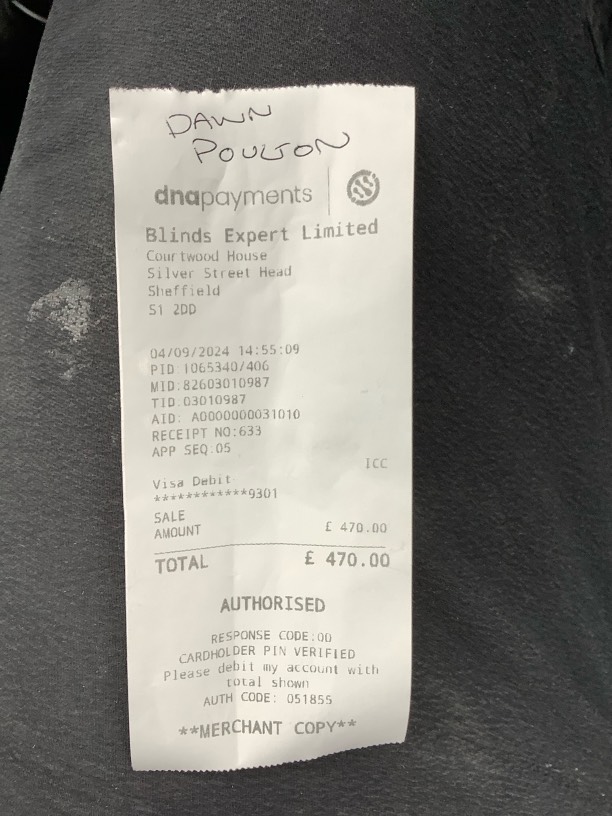 DAWN
POULTON
dnapayments
Blinds Expert Limited
Courtwood House
Silver Street Head
Sheffield
S1 2DD
04/09/2024 14:55:09
PID:1065340/406
MID:82603010987
TID:03010987
AID: A0000000031010
RECEIPT NO:633
APP SEQ:05
ICC
Visa Debit
************9301
SALE
AMOUNT £ 470.00
TOTAL £ 470.00
AUTHORISED
RESPONSE CODE:00
CARDHOLDER PIN VERIFIED
Please debit my account with
total shown
AUTH CODE: 051855
**MERCHANT COPY**